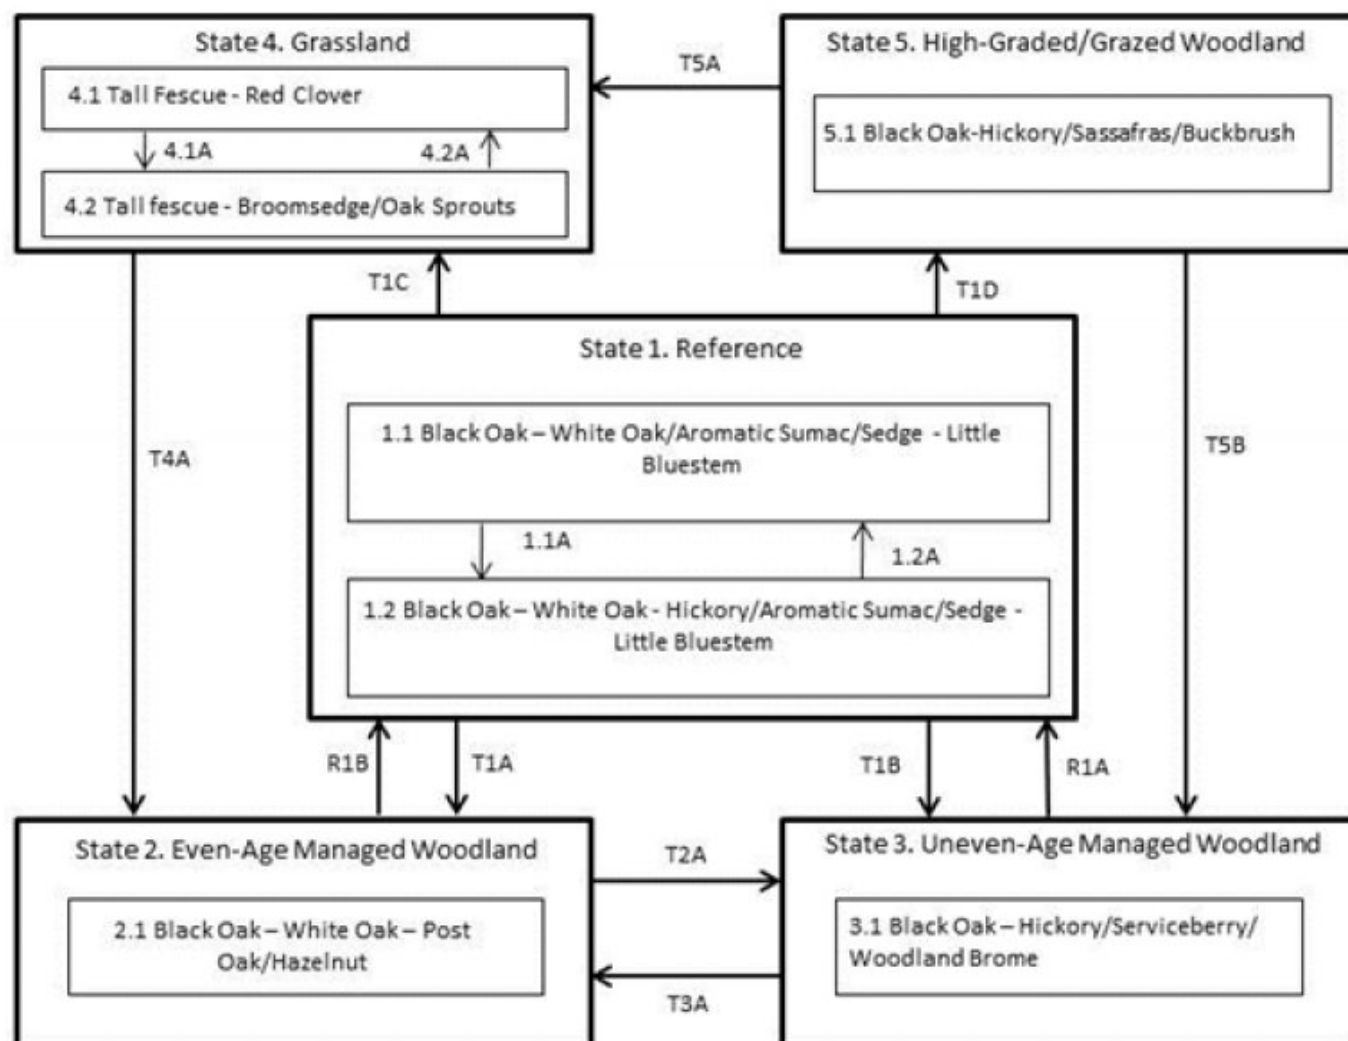 State 4. Grassland
4.1 Tall Fescue - Red Clover
4.1A
4.2A
4.2 Tall fescue - Broomsedge/Oak Sprouts
T5A
State 5. High-Graded/Grazed Woodland
5.1 Black Oak-Hickory/Sassafras/Buckbrush
T1C
T1D
State 1. Reference
1.1 Black Oak – White Oak/Aromatic Sumac/Sedge - Little
Bluestem
1.1A
1.2A
1.2 Black Oak – White Oak - Hickory/Aromatic Sumac/Sedge -
Little Bluestem
T4A
T5B
R1B
T1A
T1B
R1A
State 2. Even-Age Managed Woodland
2.1 Black Oak – White Oak – Post
Oak/Hazelnut
T2A
T3A
State 3. Uneven-Age Managed Woodland
3.1 Black Oak – Hickory/Serviceberry/
Woodland Brome